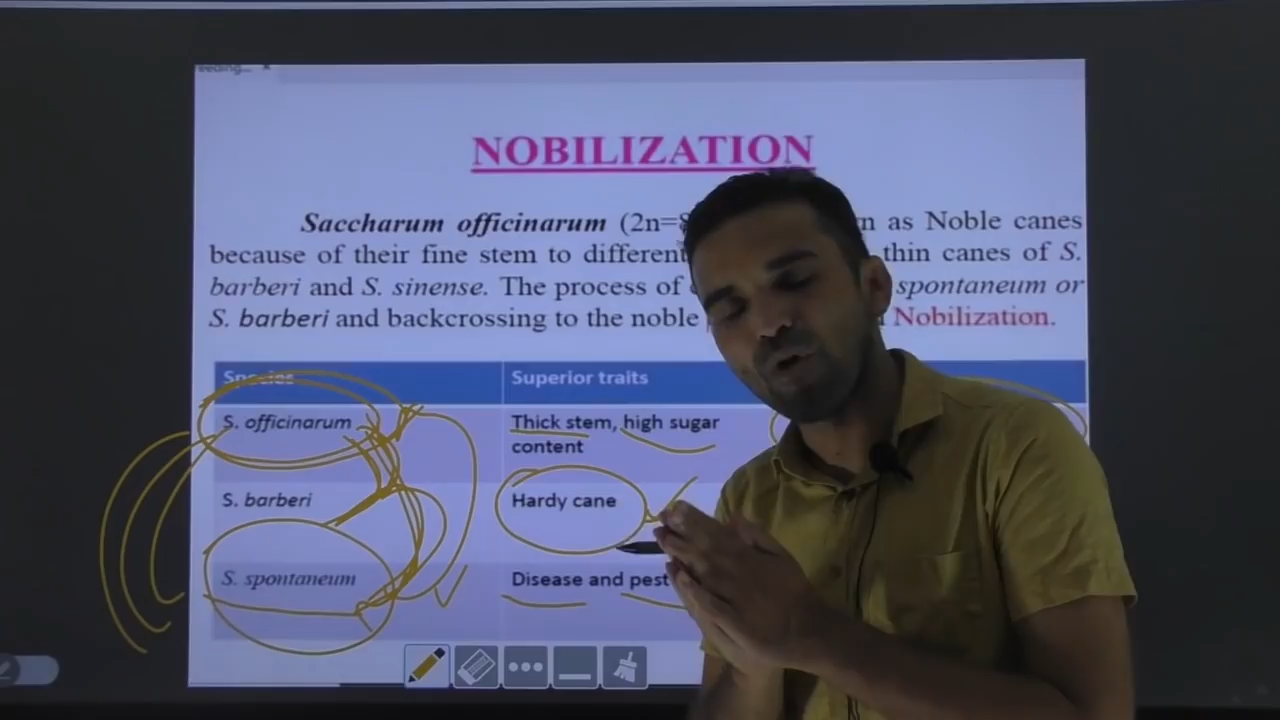 eeding...
NOBILIZATION
Saccharum officinarum (2n=8 n as Noble canes
because of their fine stem to different thin canes of S.
barberi and S. sinense. The process of spontaneum or
S. barberi and backcrossing to the noble Nobilization.
Species Superior traits
S. officinarum Thick stem, high sugar
content
S. barberi Hardy cane
S. spontaneum Disease and pest